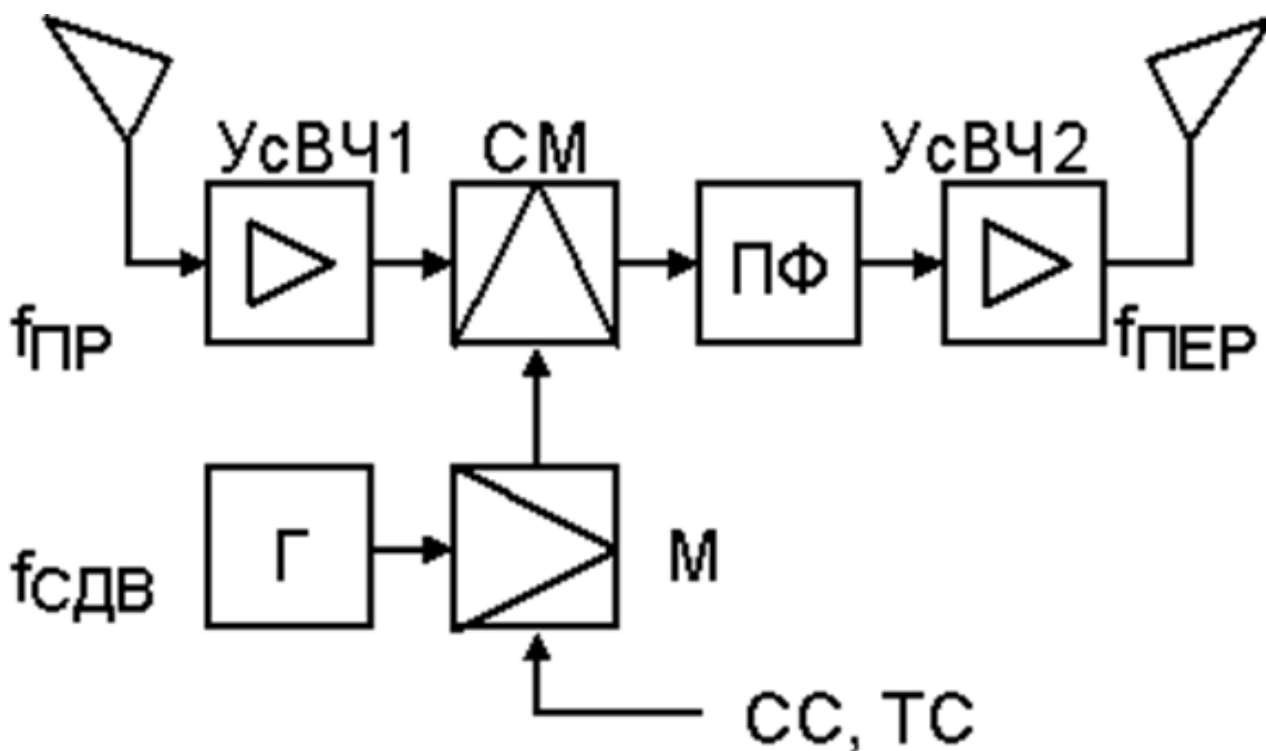 УсВЧ1 СМ УсВЧ2
ПФ
fПР fПЕР
Г М
fСДВ
СС, ТС